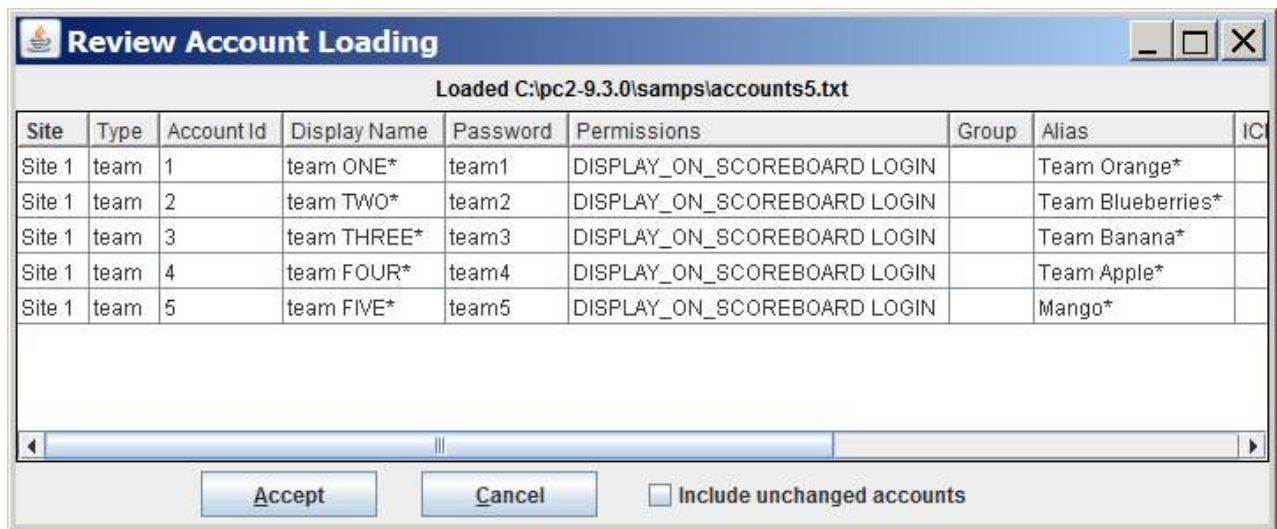 Review Account Loading
Loaded C:\pc2-9.3.0\samps\accounts5.txt
Site Type Account Id Display Name Password Permissions Group Alias
Site 1 team 1 team ONE* team1 DISPLAY_ON_SCOREBOARD LOGIN Team Orange*
Site 1 team 2 team TWO* team2 DISPLAY_ON_SCOREBOARD LOGIN Team Blueberries*
Site 1 team 3 team THREE* team3 DISPLAY_ON_SCOREBOARD LOGIN Team Banana*
Site 1 team 4 team FOUR* team4 DISPLAY_ON_SCOREBOARD LOGIN Team Apple*
Site 1 team 5 team FIVE* team5 DISPLAY_ON_SCOREBOARD LOGIN Mango*
Accept Cancel Include unchanged accounts